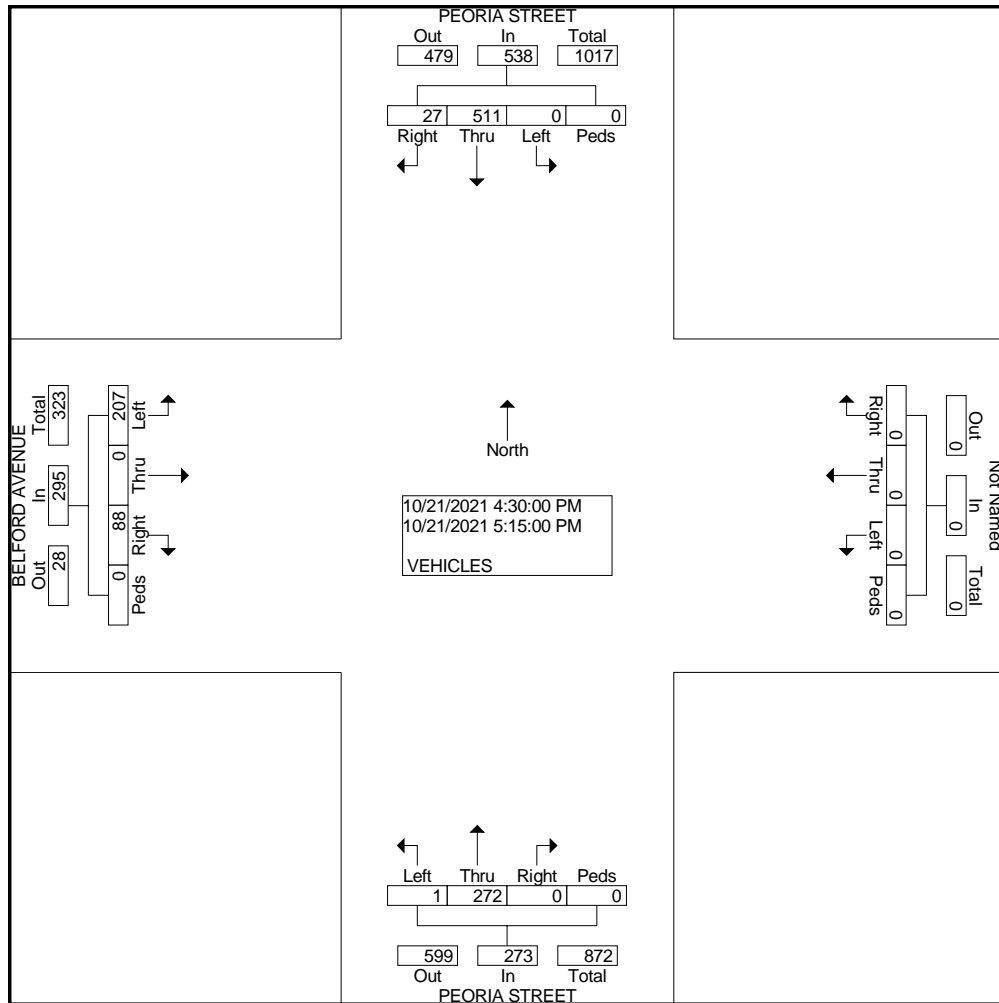 PEORIA STREET
Out In Total
479 538 1017
27 511 0 0
Right Thru Left Peds
BELFORD AVENUE
Total In Out
323 295 28
207 0 88 0
Left Thru Right Peds
North
10/21/2021 4:30:00 PM
10/21/2021 5:15:00 PM
VEHICLES
Right Thru Left Peds
0 0 0 0
Out In Total
0 0 0
Not Named
Left Thru Right Peds
1 272 0 0
599 273 872
Out In Total
PEORIA STREET